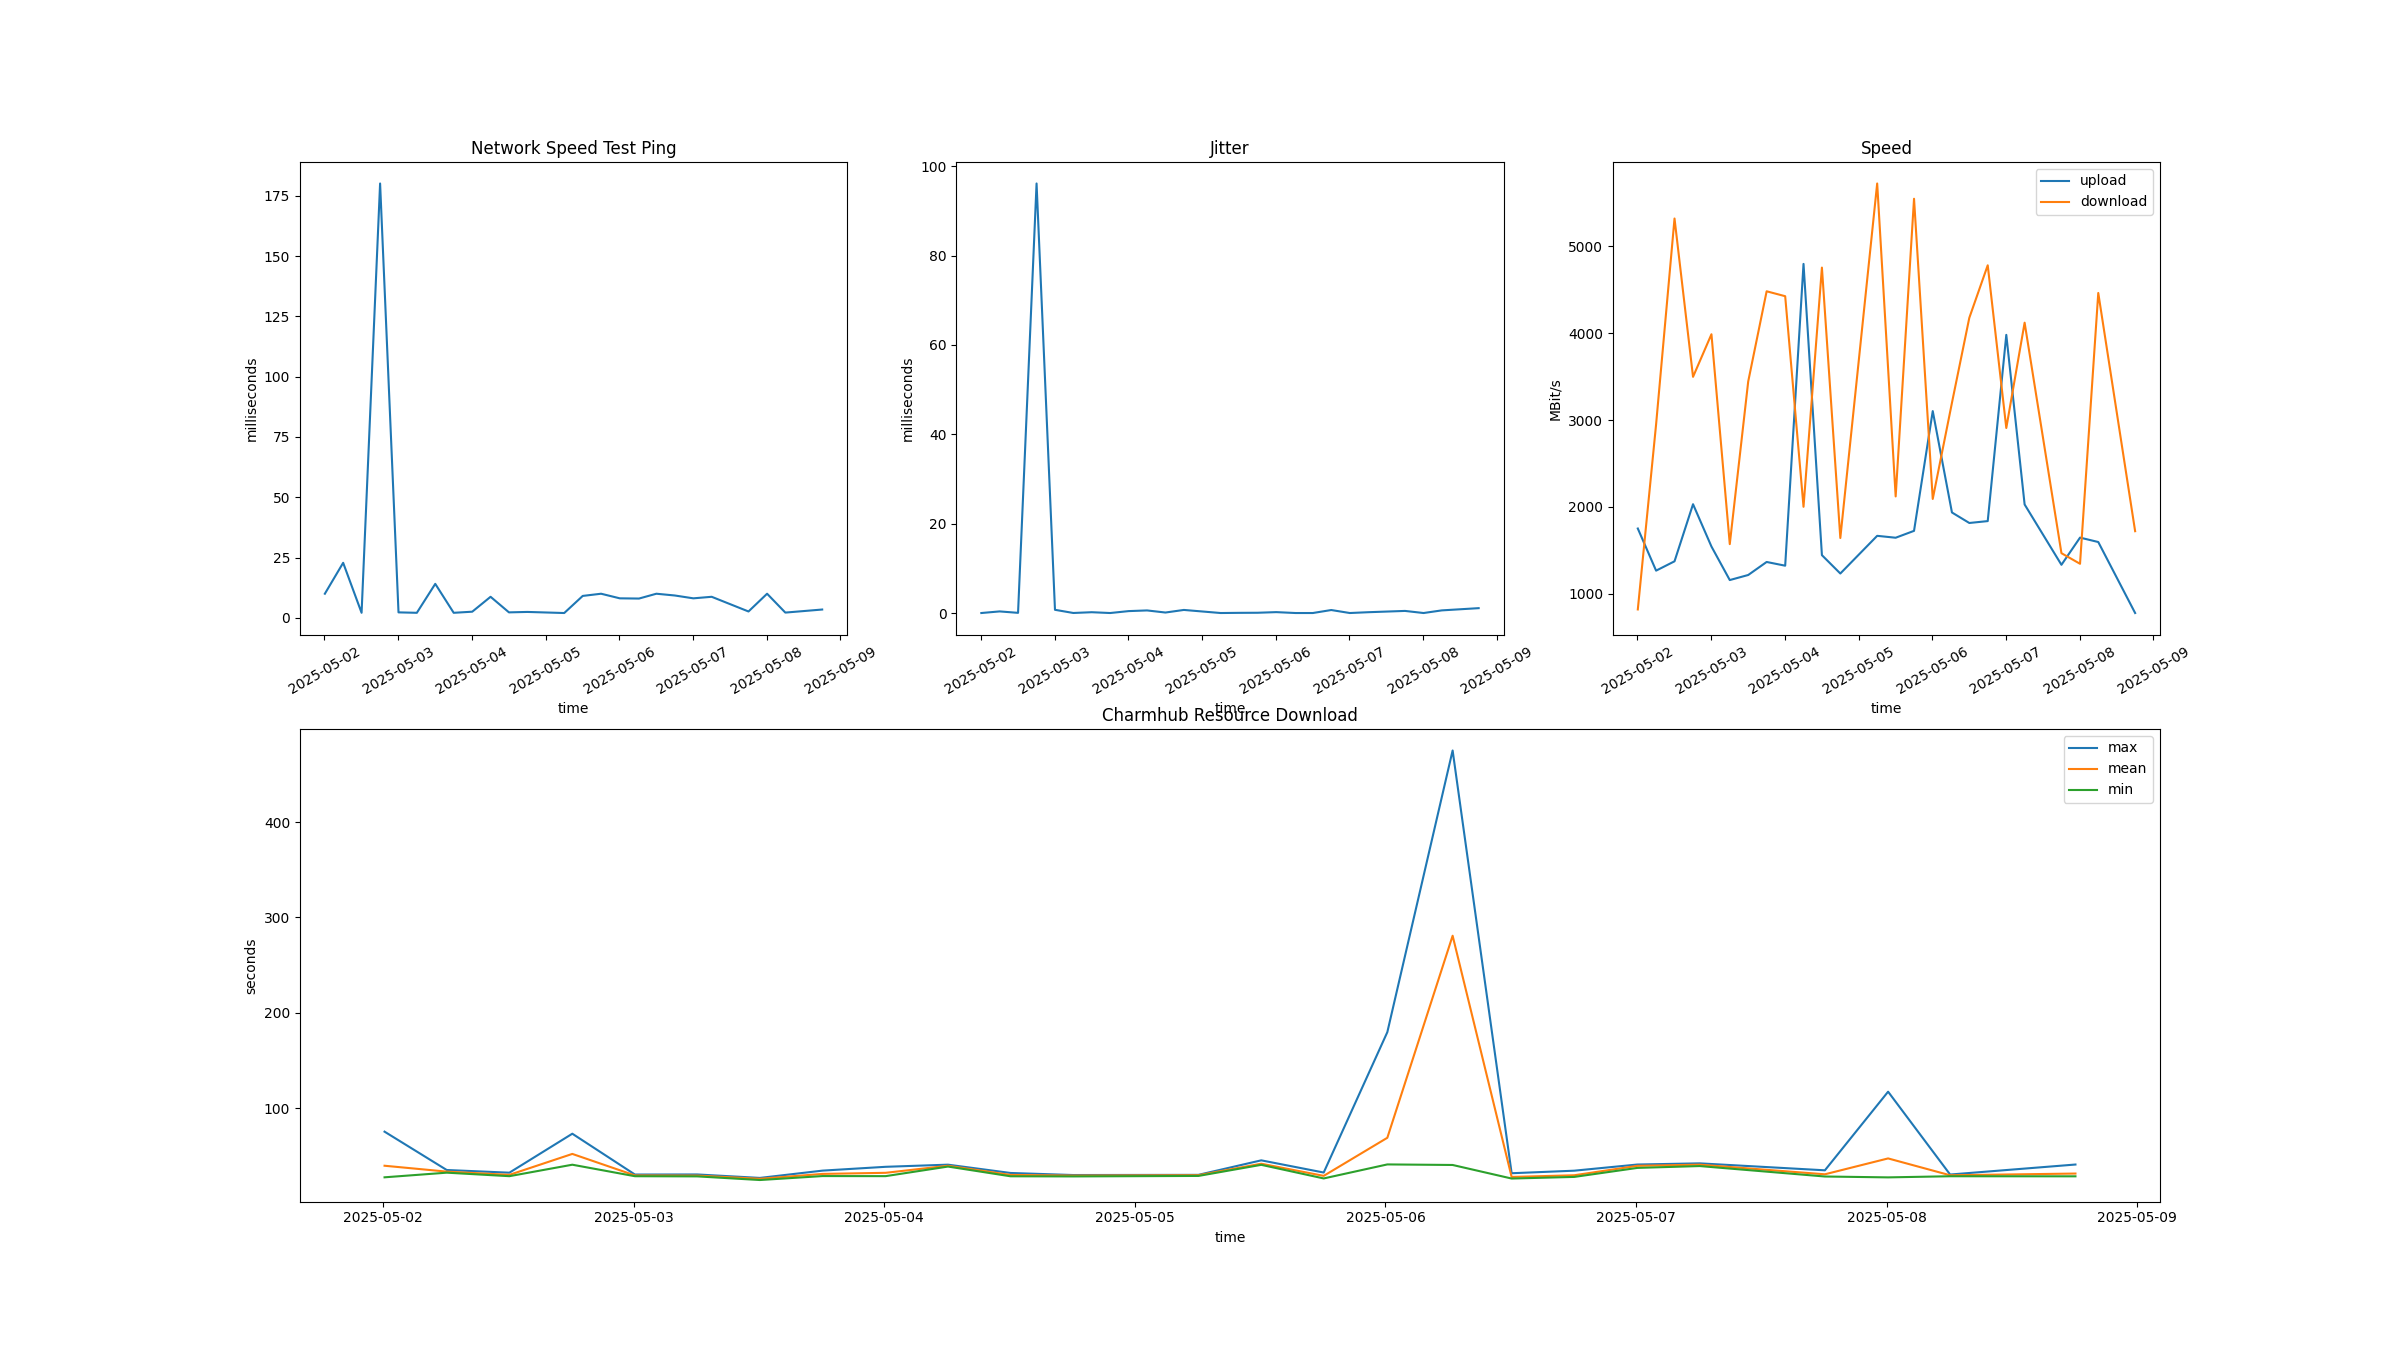 Network Speed Test Ping
175
150
125
100
75
50
25
0
milliseconds
2025-05-02 2025-05-03 2025-05-04 2025-05-05 2025-05-06 2025-05-07 2025-05-08 2025-05-09
time
Jitter
100
80
60
40
20
0
milliseconds
2025-05-02 2025-05-03 2025-05-04 2025-05-05 2025-05-06 2025-05-07 2025-05-08 2025-05-09
time
Speed
upload
download
5000
4000
3000
2000
1000
MBit/s
2025-05-02 2025-05-03 2025-05-04 2025-05-05 2025-05-06 2025-05-07 2025-05-08 2025-05-09
time
Charmhub Resource Download
max
mean
min
400
300
200
100
seconds
2025-05-02 2025-05-03 2025-05-04 2025-05-05 2025-05-06 2025-05-07 2025-05-08 2025-05-09
time